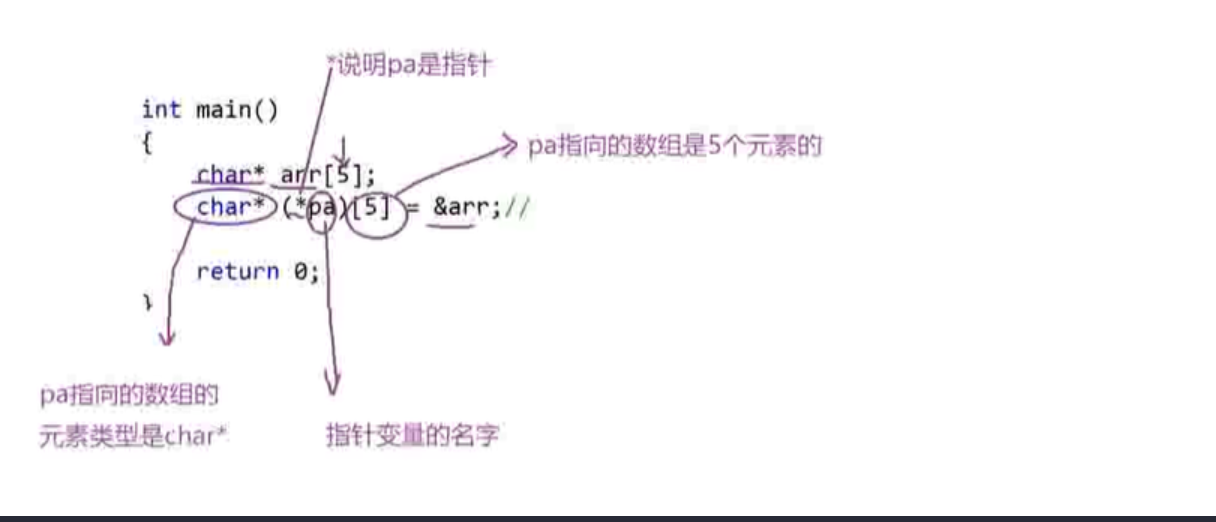 *说明pa是指针
int main()
{
pa指向的数组是5个元素的
char* arr[5];
char* (*pa)[5] = &arr;//
return 0;
}
pa指向的数组的
元素类型是char*
指针变量的名字